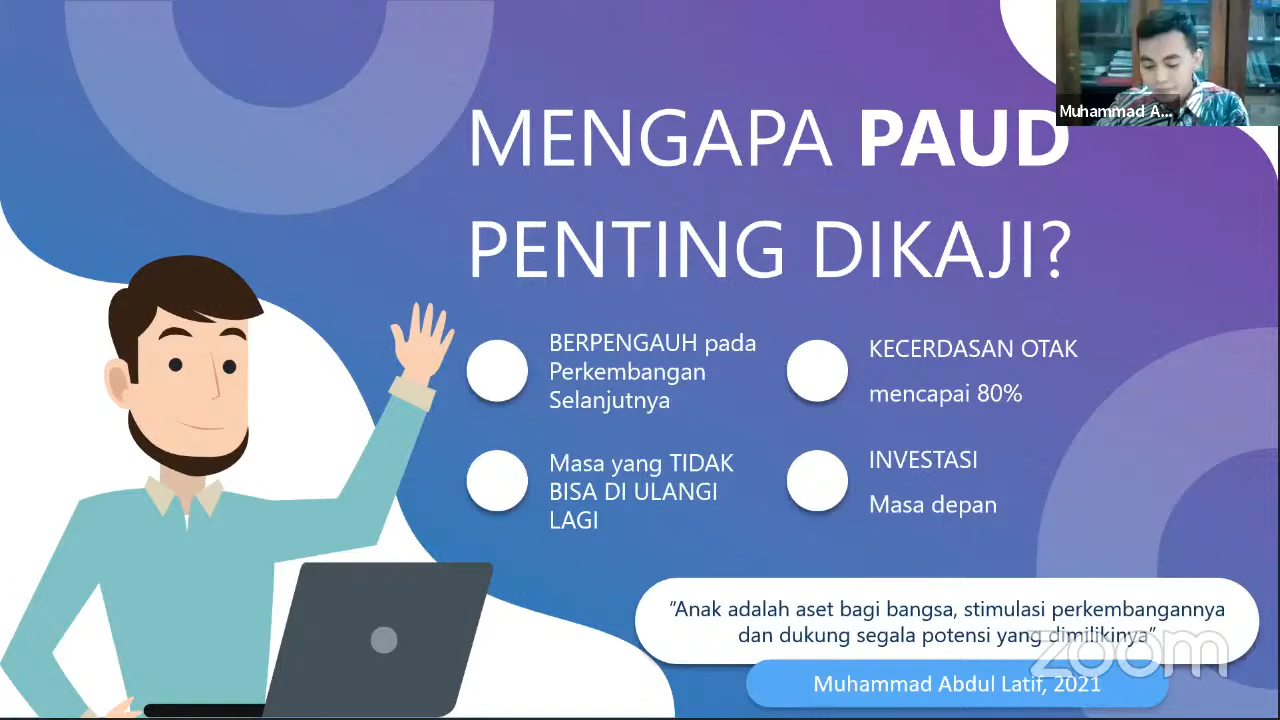 Muhammad A...
MENGAPA PAUD
PENTING DIKAJI?
BERPENGAUH pada
Perkembangan
Selanjutnya
KECERDASAN OTAK
mencapai 80%
Masa yang TIDAK
BISA DI ULANGI
LAGI
INVESTASI
Masa depan
"Anak adalah aset bagi bangsa, stimulasi perkembangannya
dan dukung segala potensi yang dimilikinya"
zoom
Muhammad Abdul Latif, 2021